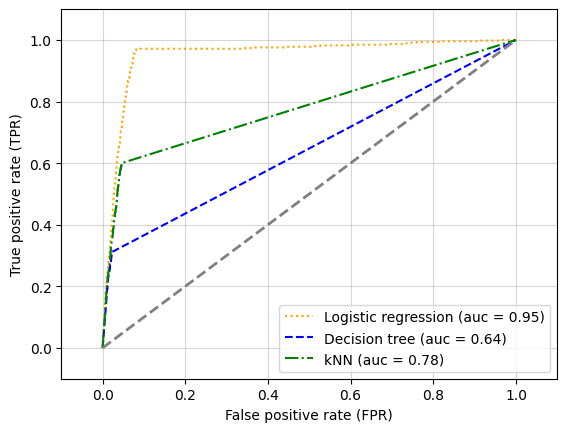 1.0
0.8
0.6
0.4
0.2
0.0
True positive rate (TPR)
Logistic regression (auc = 0.95)
Decision tree (auc = 0.64)
kNN (auc = 0.78)
0.0 0.2 0.4 0.6 0.8 1.0
False positive rate (FPR)